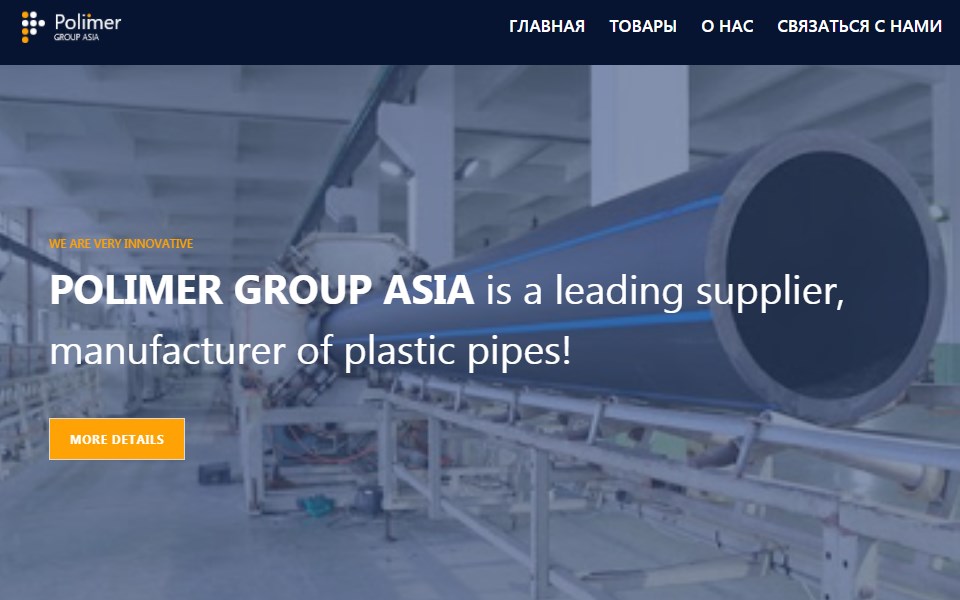 Polimer
GROUP ASIA
ГЛАВНАЯ ТОВАРЫ О НАС СВЯЗАТЬСЯ С НАМИ
WE ARE VERY INNOVATIVE
POLIMER GROUP ASIA is a leading supplier,
manufacturer of plastic pipes!
MORE DETAILS